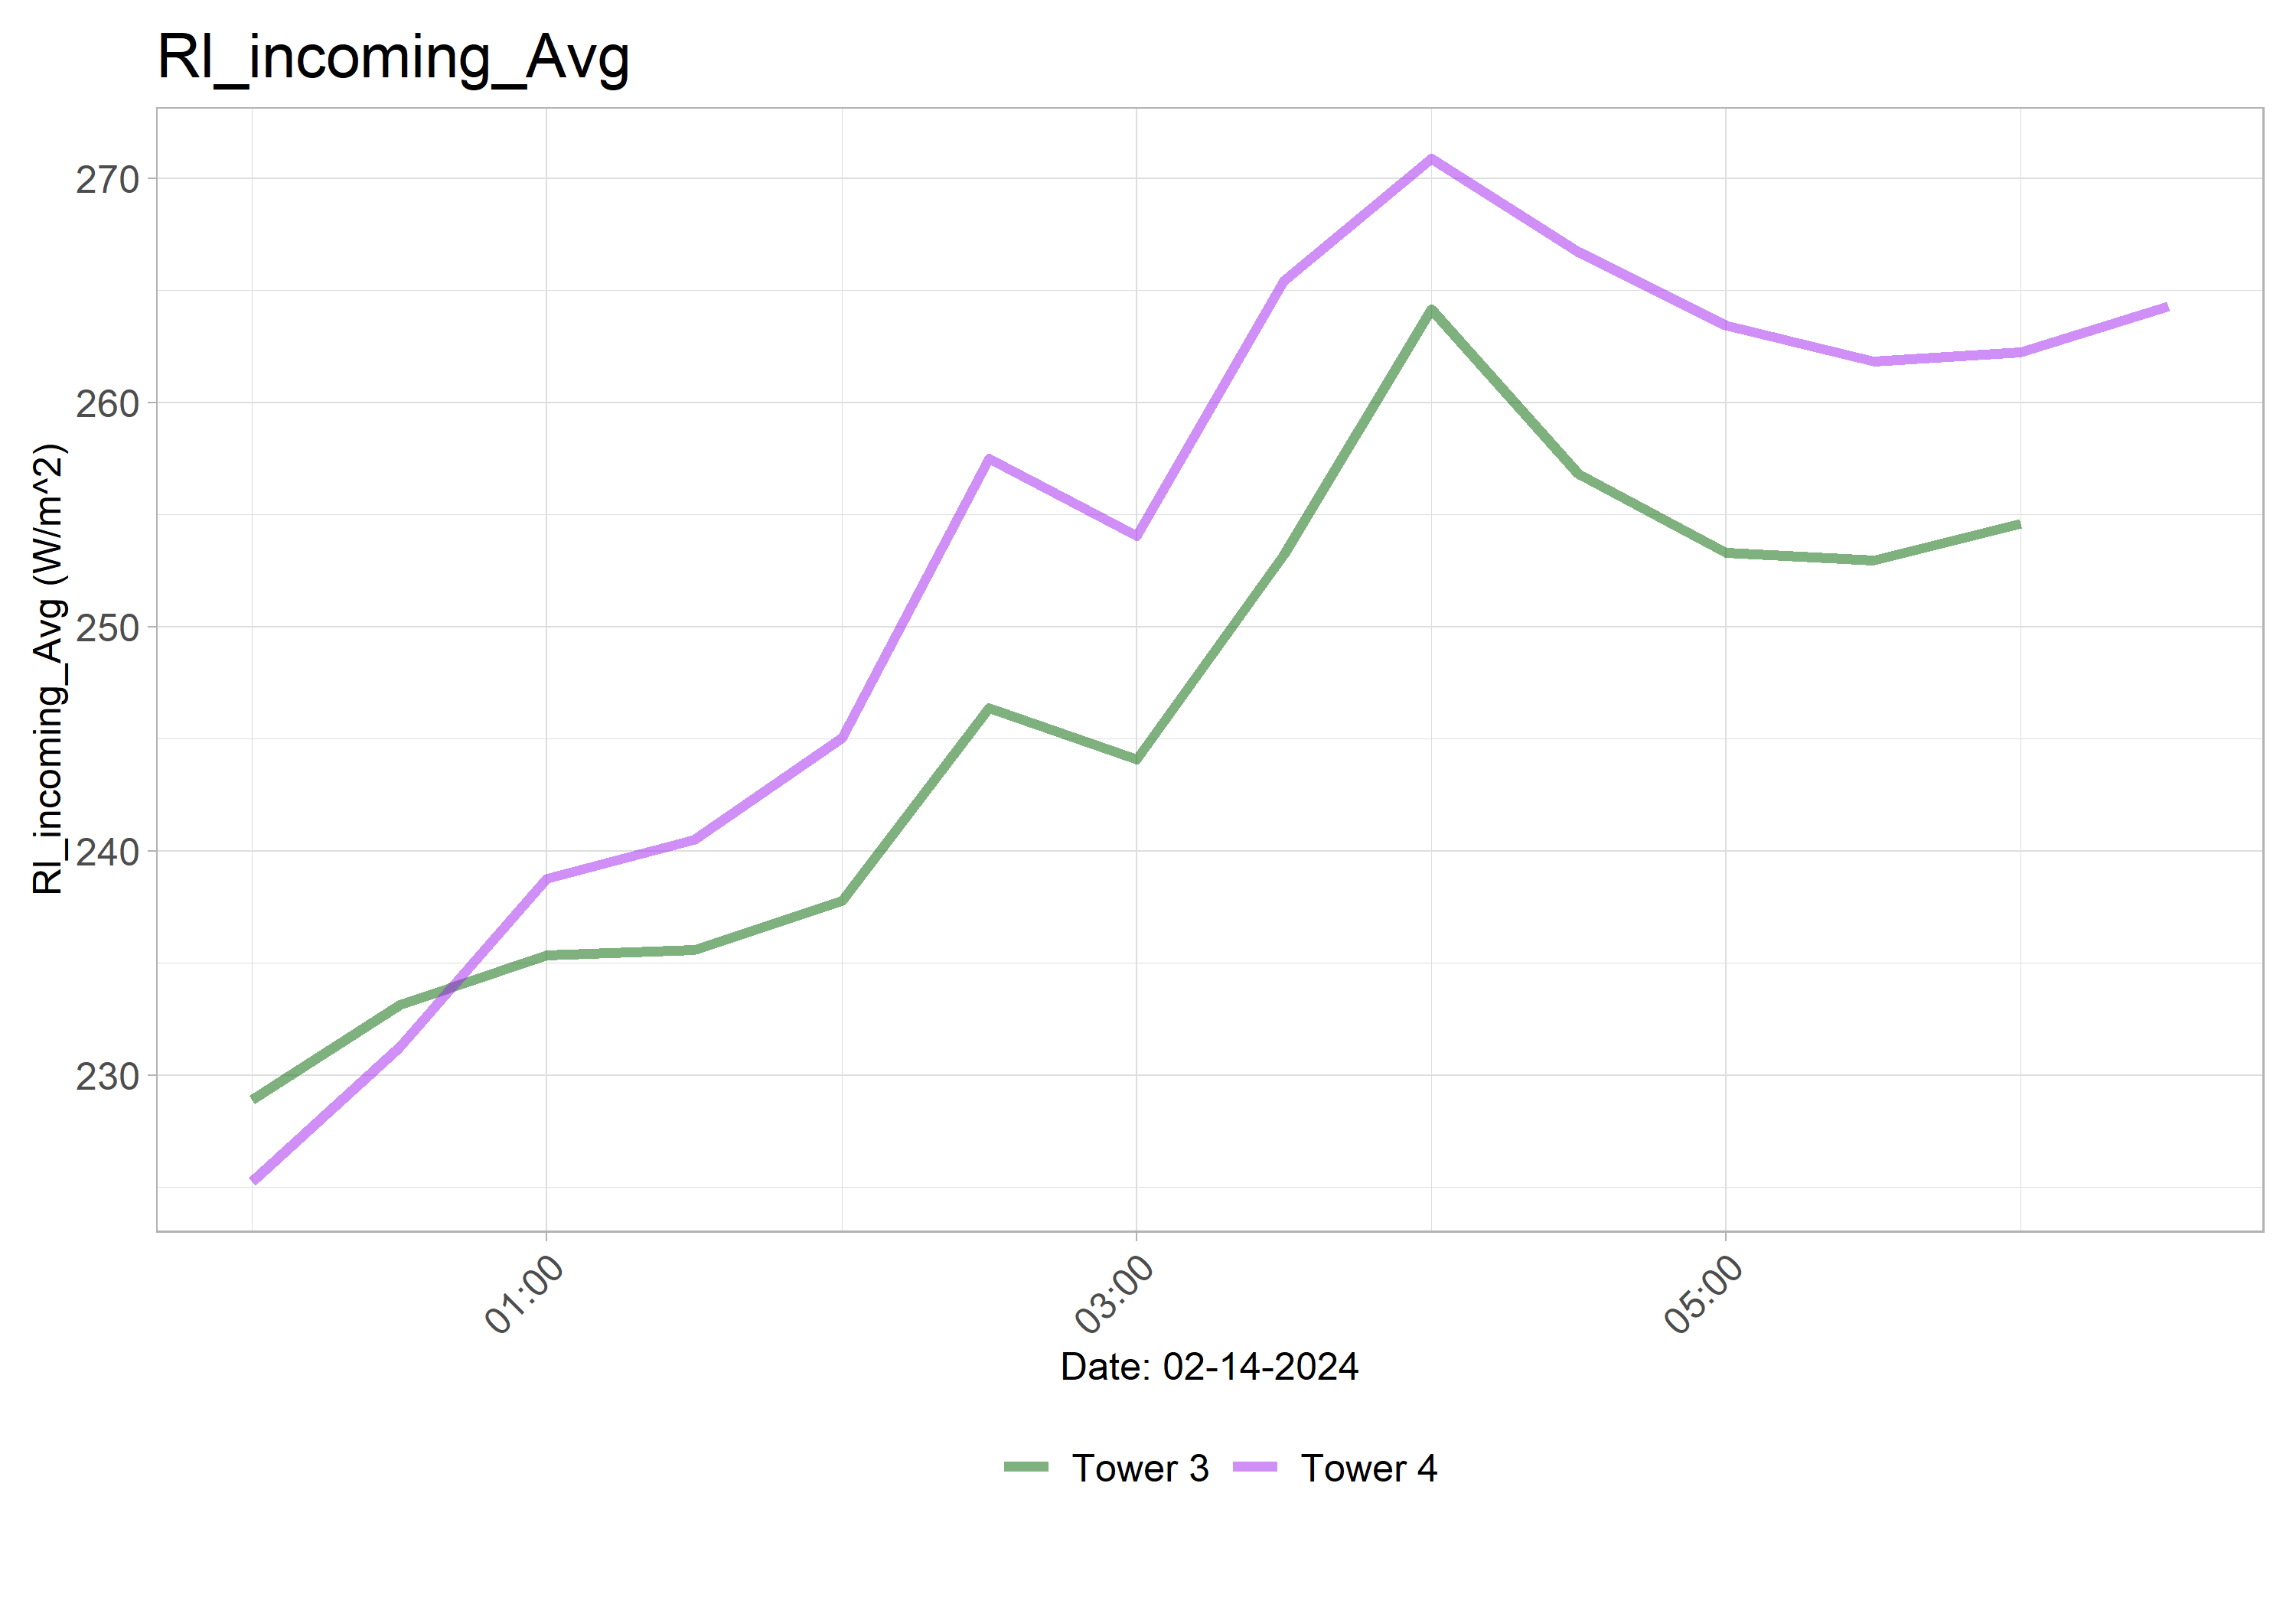 Rl_incoming_Avg
Rl_incoming_Avg (W/m^2)
270
260
250
240
230
01:00
03:00
05:00
Date: 02-14-2024
Tower 3
Tower 4